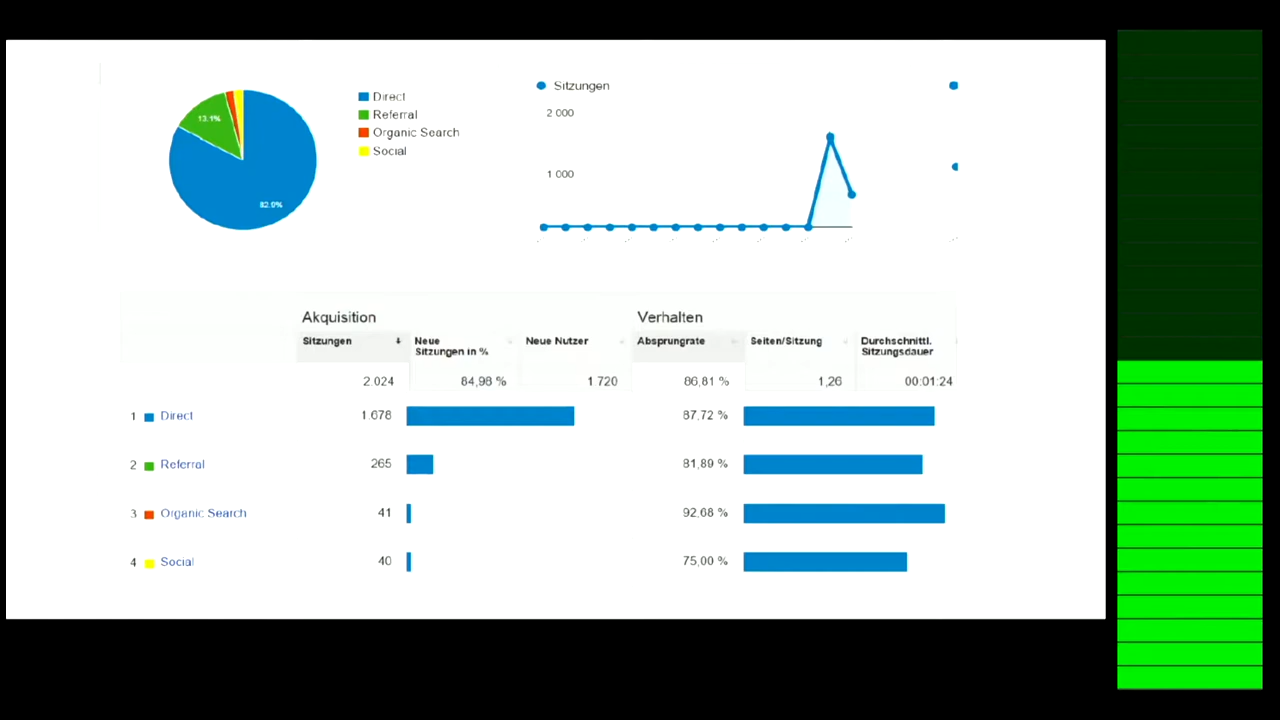 Direct
Referral
Organic Search
Social
13.1%
82.9%
Sitzungen
2 000
1 000
Akquisition
Verhalten
Sitzungen
Neue Sitzungen in %
Neue Nutzer
Absprungrate
Seiten/Sitzung
Durchschnittl. Sitzungsdauer
2.024
84,98 %
1 720
86,81 %
1,26
00:01:24
1 Direct 1.678 87,72 %
2 Referral 265 81,89 %
3 Organic Search 41 92,68 %
4 Social 40 75,00 %